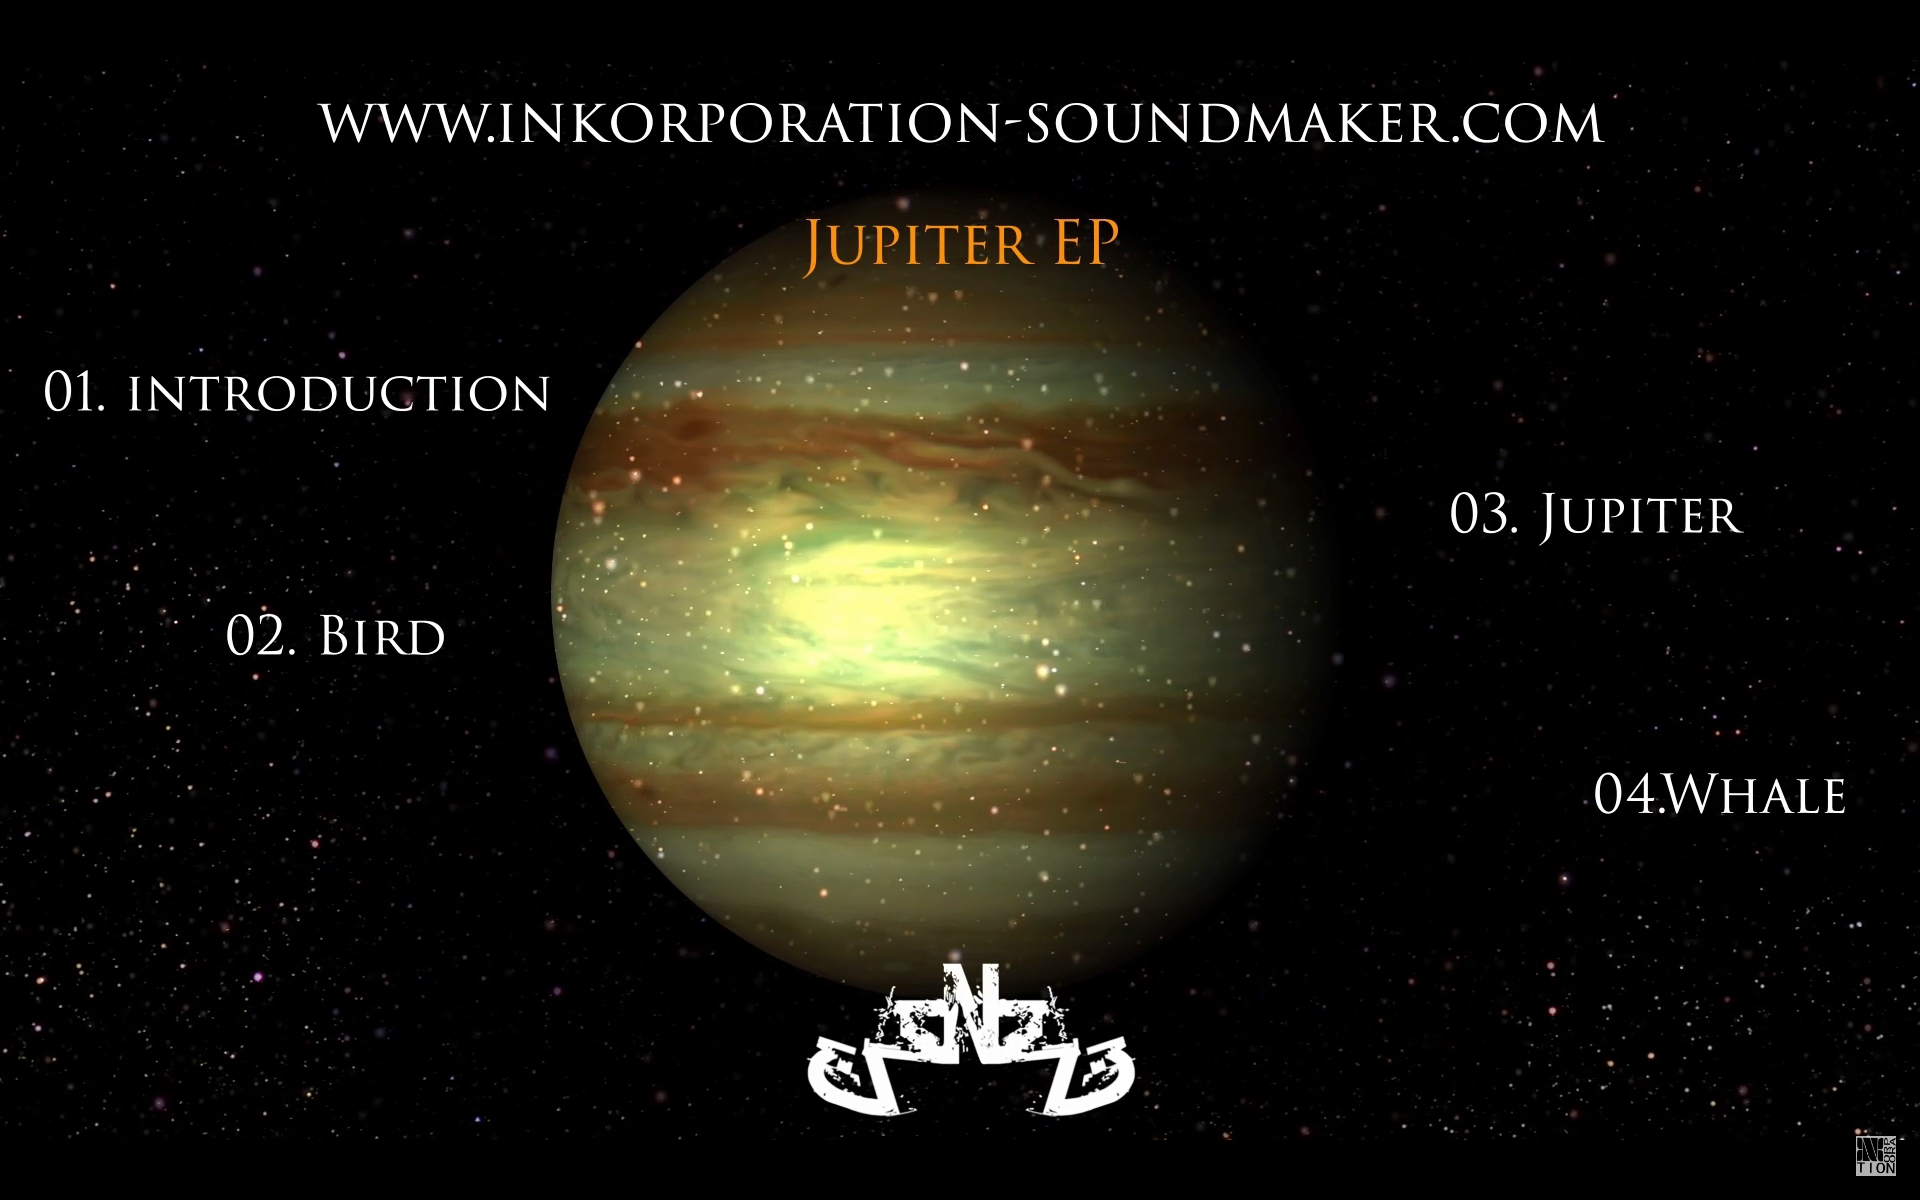 WWW.INKORPORATION-SOUNDMAKER.COM
Jupiter EP
01. INTRODUCTION
02. Bird
03. Jupiter
04.Whale